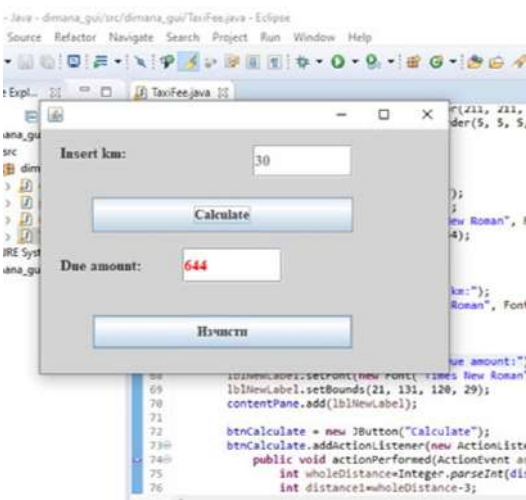 - Java - dimana_gui/src/dimana_gui/TaxiFee.java - Eclipse
Source Refactor Navigate Search Project Run Window Help
TaxiFee.java
Insert km:
30
Calculate
Due amount:
644
Изчисти
(211, 211,
der(5, 5, 5,
);
ew Roman",
4);
km:");
Roman", Font
ue amount:"
68 lblNewLabel.setFont(new Font("Times New Roman"
69 lblNewLabel.setBounds(21, 131, 120, 29);
70 contentPane.add(lblNewLabel);
71
72 btnCalculate = new JButton("Calculate");
73 btnCalculate.addActionListener(new ActionListe
74 public void actionPerformed(ActionEvent a
75 int wholeDistance=Integer.parseInt(dis
76 int distance1=wholeDistance-3;